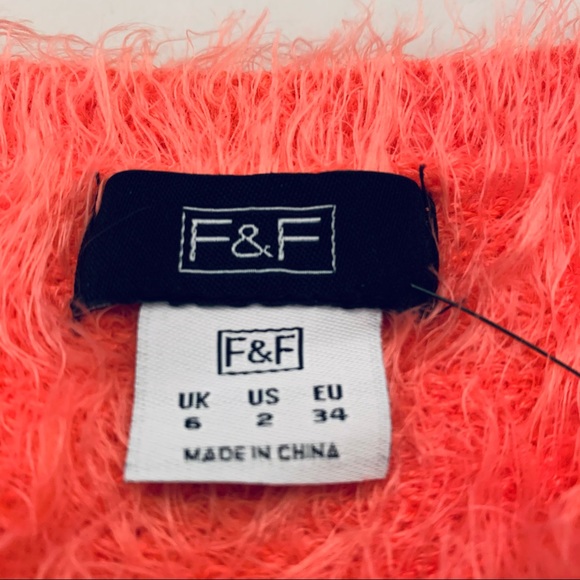 F&F
F&F
UK US EU
6 2 34
MADE IN CHINA